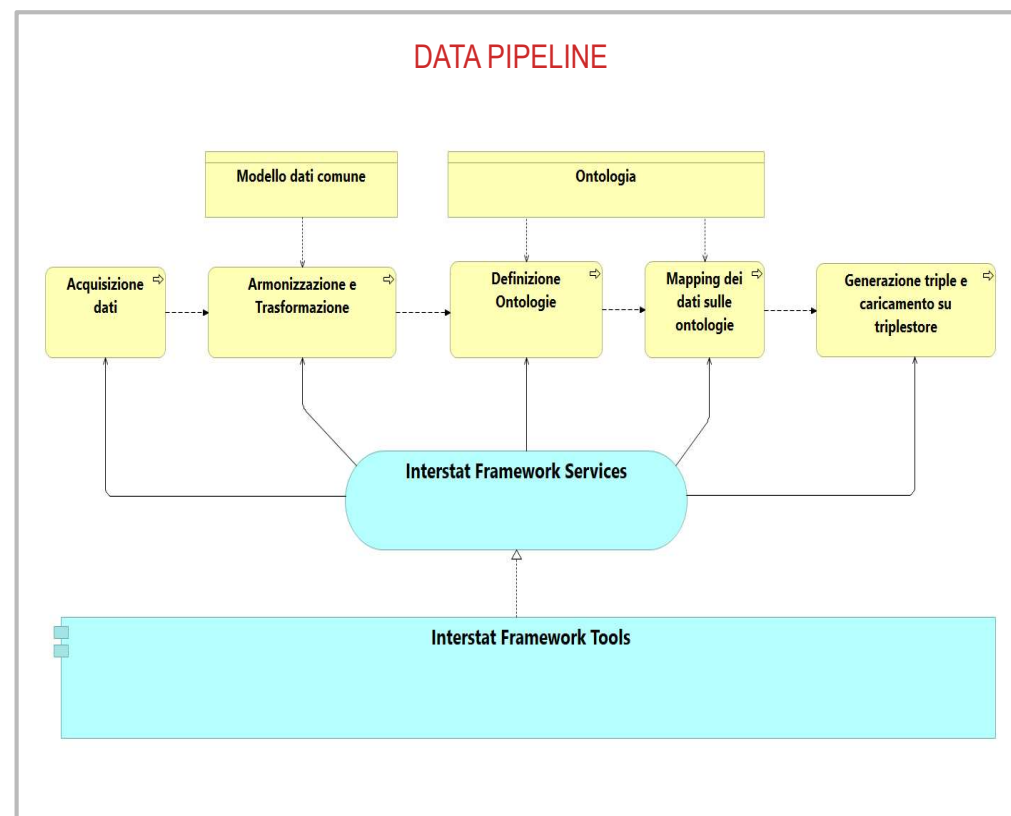 DATA PIPELINE
Modello dati comune
Ontologia
Acquisizione
dati
Armonizzazione e
Trasformazione
Definizione
Ontologie
Mapping dei
dati sulle
ontologie
Generazione triple e
caricamento su
triplestore
Interstat Framework Services
Interstat Framework Tools